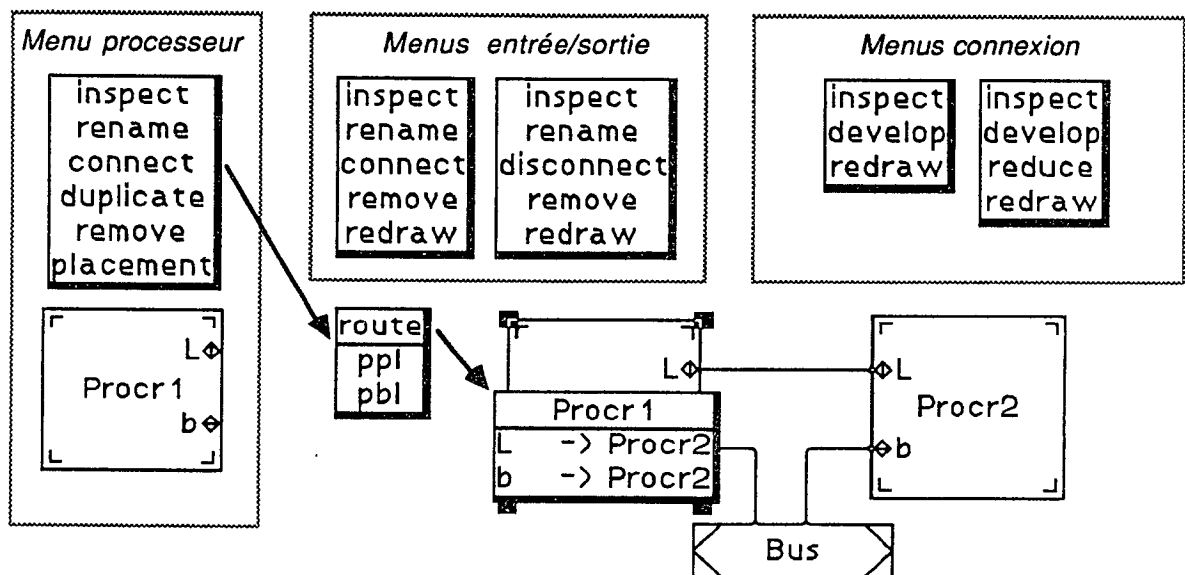 Menu processeur
inspect
rename
connect
duplicate
remove
placement
L
Procr1
b
Menus entrée/sortie
inspect
rename
connect
remove
redraw
inspect
rename
disconnect
remove
redraw
Menus connexion
inspect
develop
redraw
inspect
develop
reduce
redraw
route
ppl
pbl
L
Procr1
L -> Procr2
b -> Procr2
L
Procr2
b
Bus